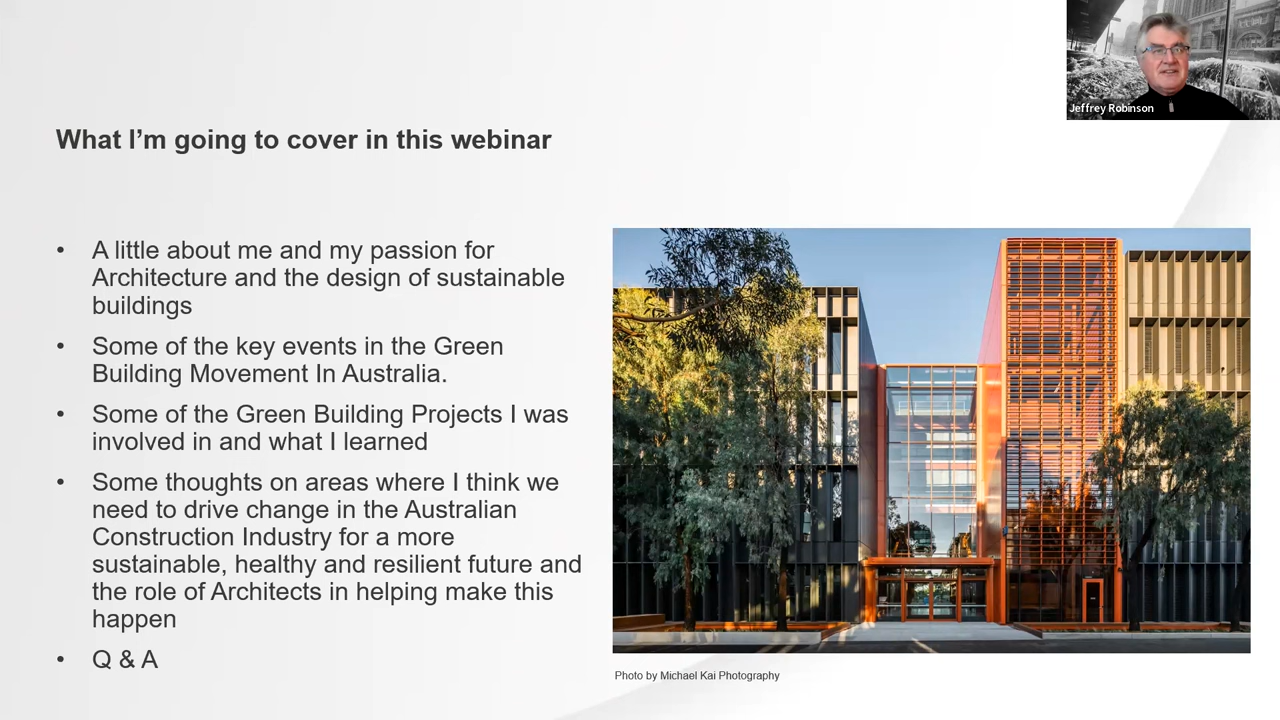 Jeffrey Robinson
What I’m going to cover in this webinar
• A little about me and my passion for
Architecture and the design of sustainable
buildings
• Some of the key events in the Green
Building Movement In Australia.
• Some of the Green Building Projects I was
involved in and what I learned
• Some thoughts on areas where I think we
need to drive change in the Australian
Construction Industry for a more
sustainable, healthy and resilient future and
the role of Architects in helping make this
happen
• Q & A
Photo by Michael Kai Photography